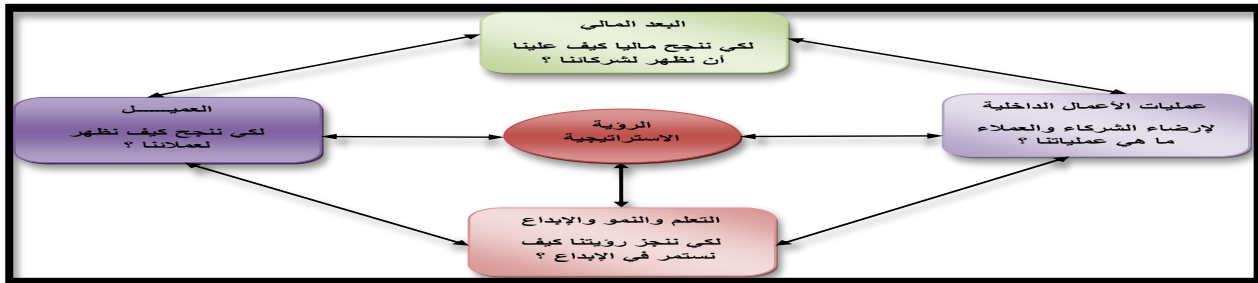 البعد المالي
لكي ننجح ماليا كيف علينا
أن نظهر لشركائنا ؟
عمليات الأعمال الداخلية
لإرضاء الشركاء والعملاء
ما هي عملياتنا ؟
الرؤية
الاستراتيجية
العميـــــل
لكي ننجح كيف نظهر
لعملائنا ؟
التعلم والنمو والإبداع
لكي ننجز رؤيتنا كيف
نستمر في الإبداع ؟